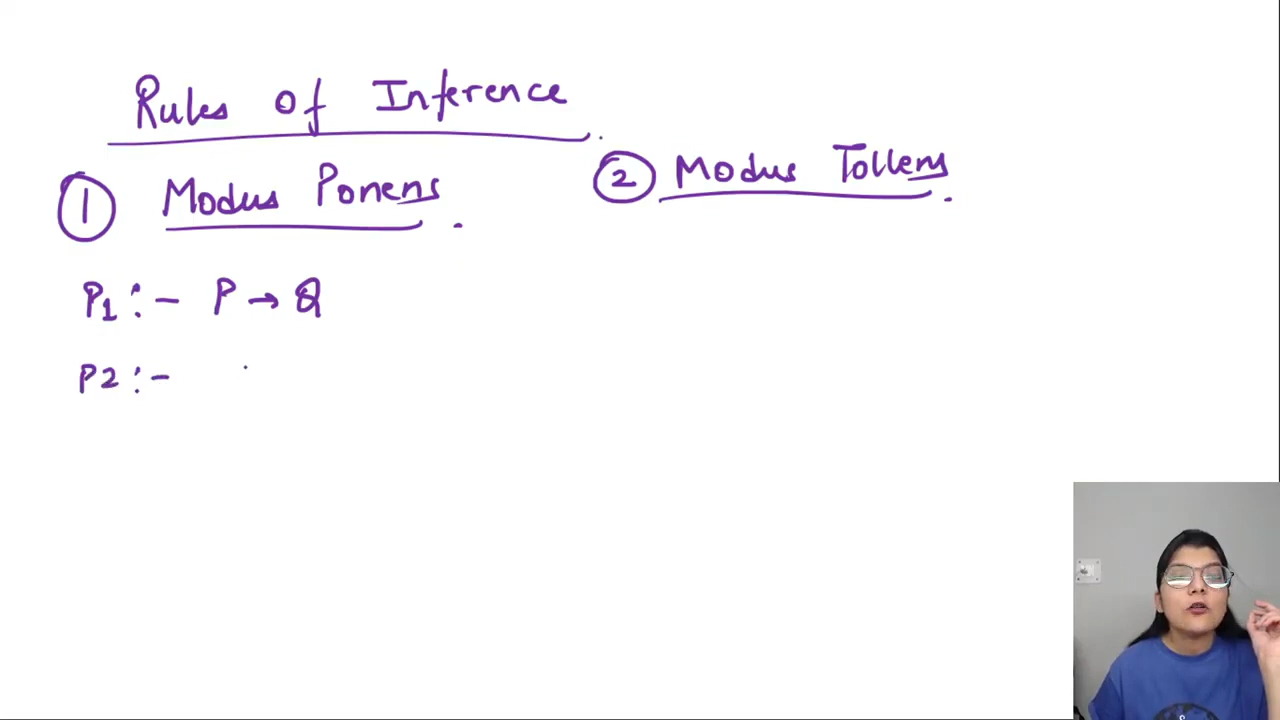 Rules of Inference
① Modus Ponens
② Modus Tollens
P1 :- P → Q
P2 :-